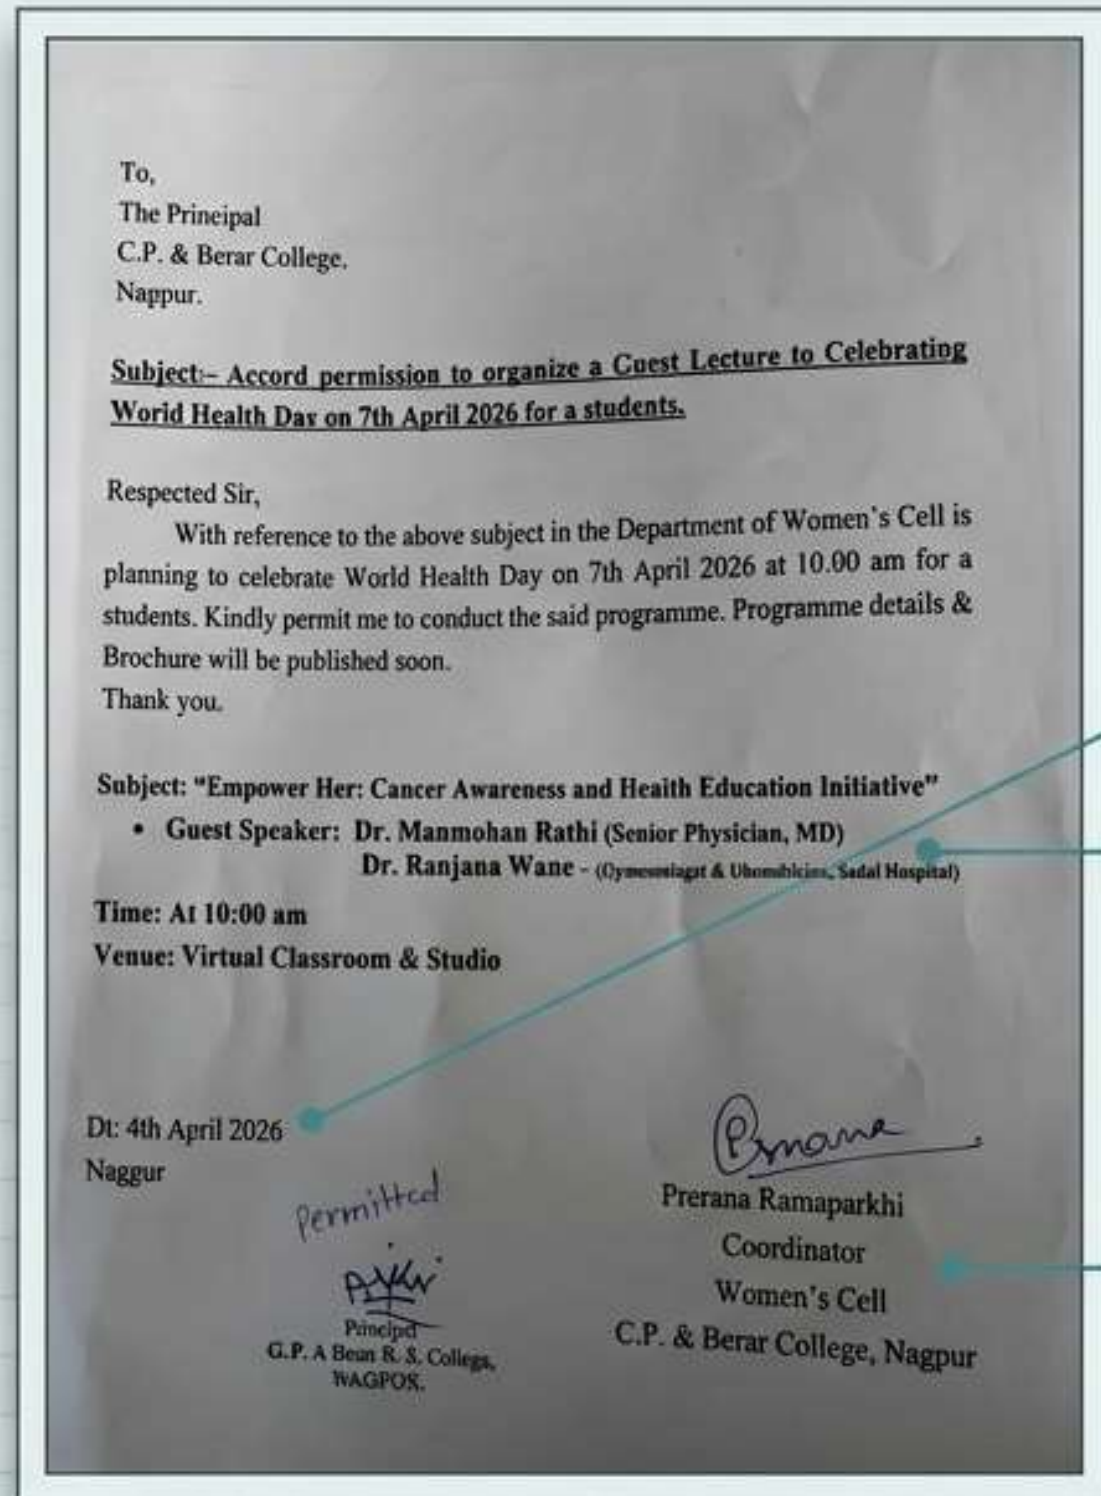 To,
The Prineipal
C.P. & Berar College.
Nappur.
Subject:– Accord permission to organize a Guest Lecture to Celebrating
Worid Health Day on 7th April 2026 for a students.
Respected Sir,
With reference to the above subject in the Department of Women's Cell is
planning to celebrate World Health Day on 7th April 2026 at 10.00 am for a
students. Kindly permit me to conduct the said programme. Programme details &
Brochure will be published soon.
Thank you.
Subject: "Empower Her: Cancer Awareness and Heaith Education Initiative"
• Guest Speaker: Dr. Manmohan Rathi (Senior Physician, MD)
Dr. Ranjana Wane - ( & Sadal Hospital)
Time: At 10:00 am
Venue: Virtual Classroom & Studio
Dt: 4th April 2026
Naggur
Permitted
Principal
G.P. A Bean R. S. College,
WAGPOS.
Prerana Ramaparkhi
Coordinator
Women's Cell
C.P. & Berar College, Nagpur